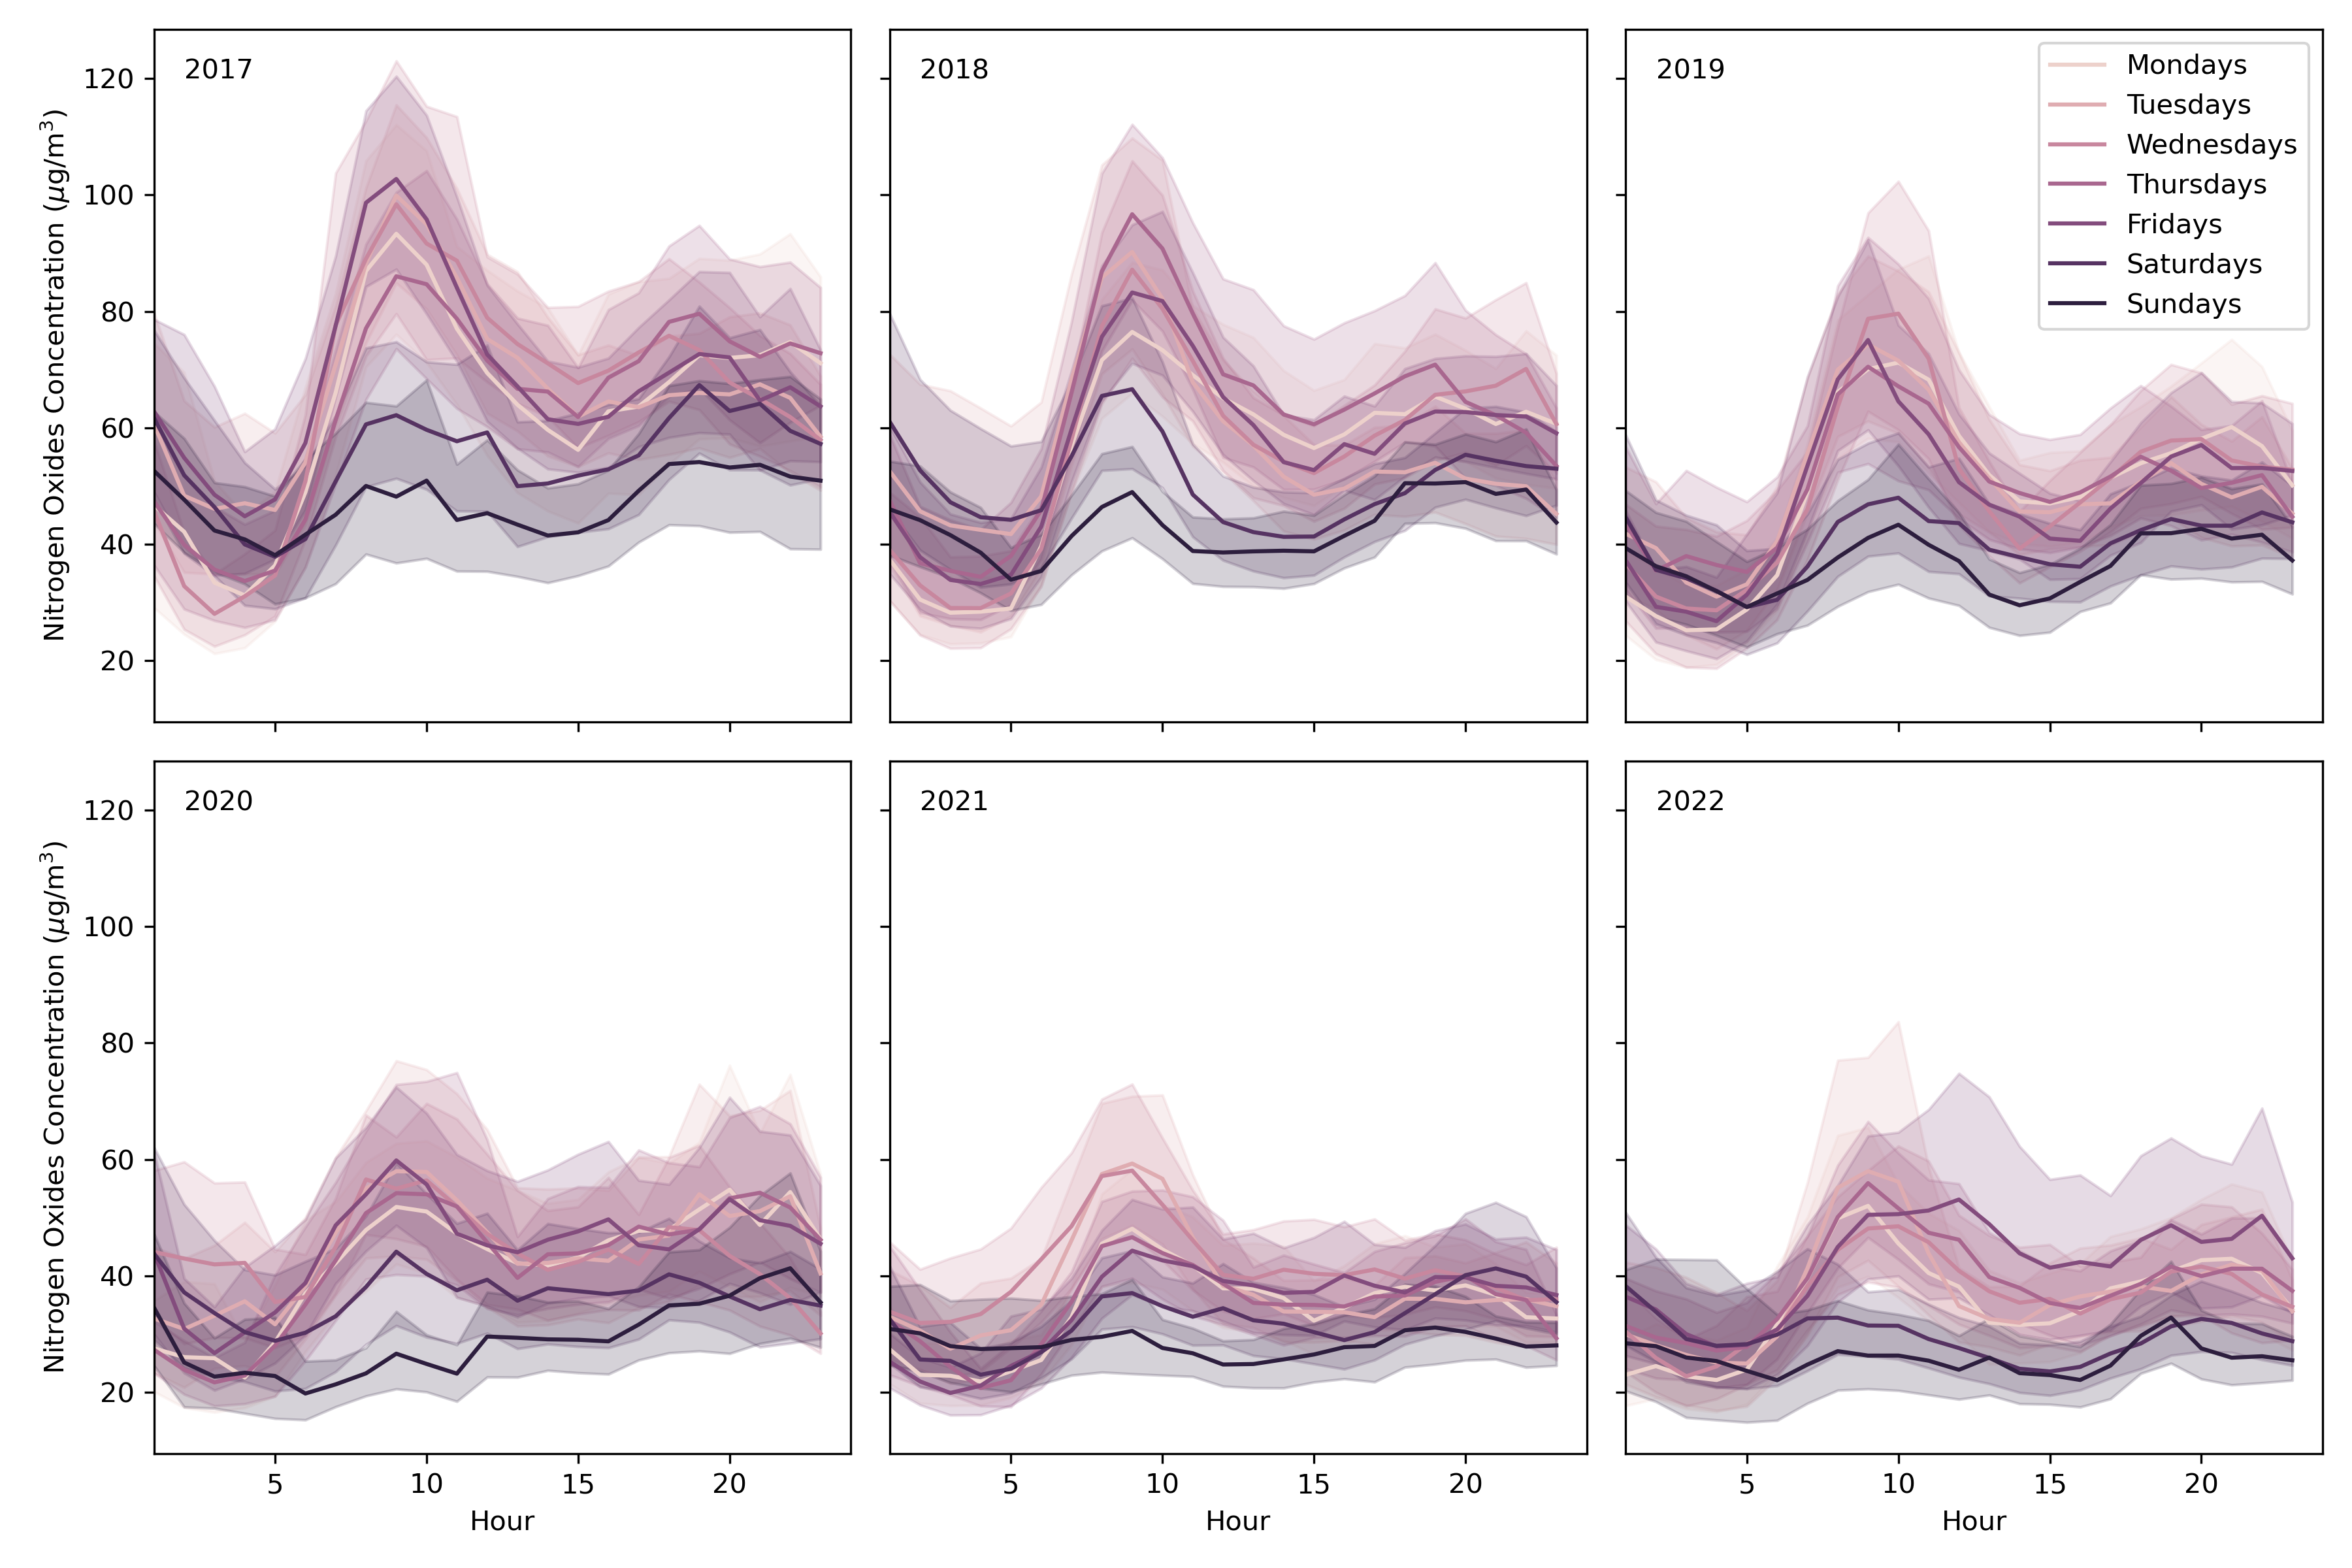 2017
2018
2019
Mondays
Tuesdays
Wednesdays
Thursdays
Fridays
Saturdays
Sundays
120
100
80
60
40
20
Nitrogen Oxides Concentration (μg/m³)
2020
2021
2022
120
100
80
60
40
20
Nitrogen Oxides Concentration (μg/m³)
5 10 15 20
5 10 15 20
5 10 15 20
Hour
Hour
Hour